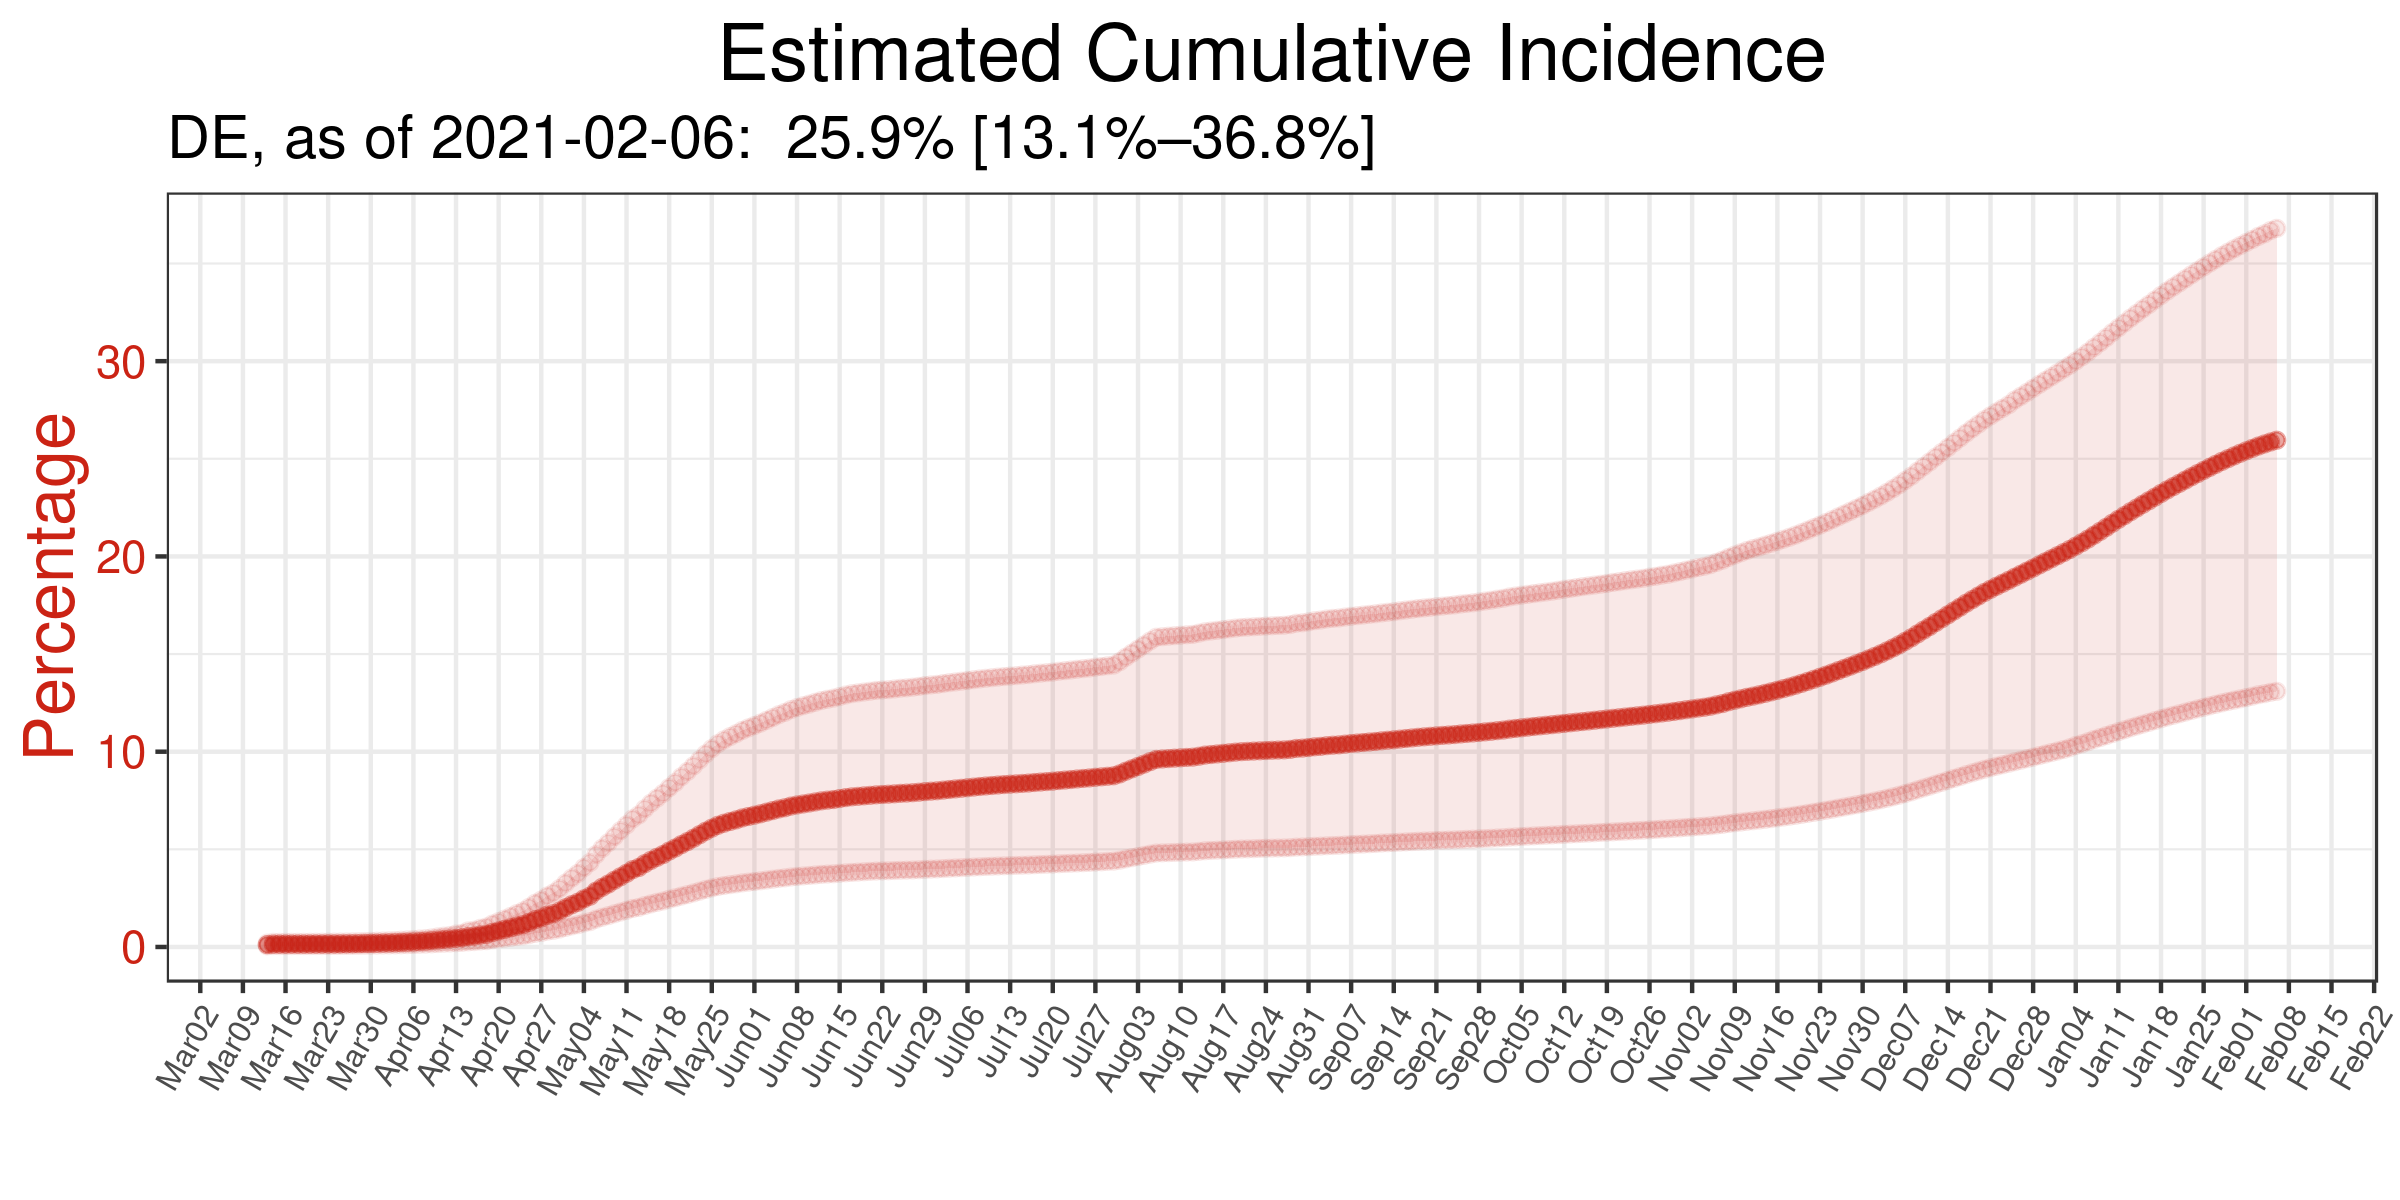 Estimated Cumulative Incidence
DE, as of 2021-02-06:  25.9% [13.1%–36.8%]
Percentage
30
20
10
0
Mar02
Mar09
Mar16
Mar23
Mar30
Apr06
Apr13
Apr20
Apr27
May04
May11
May18
May25
Jun01
Jun08
Jun15
Jun22
Jun29
Jul06
Jul13
Jul20
Jul27
Aug03
Aug10
Aug17
Aug24
Aug31
Sep07
Sep14
Sep21
Sep28
Oct05
Oct12
Oct19
Oct26
Nov02
Nov09
Nov16
Nov23
Nov30
Dec07
Dec14
Dec21
Dec28
Jan04
Jan11
Jan18
Jan25
Feb01
Feb08
Feb15
Feb22